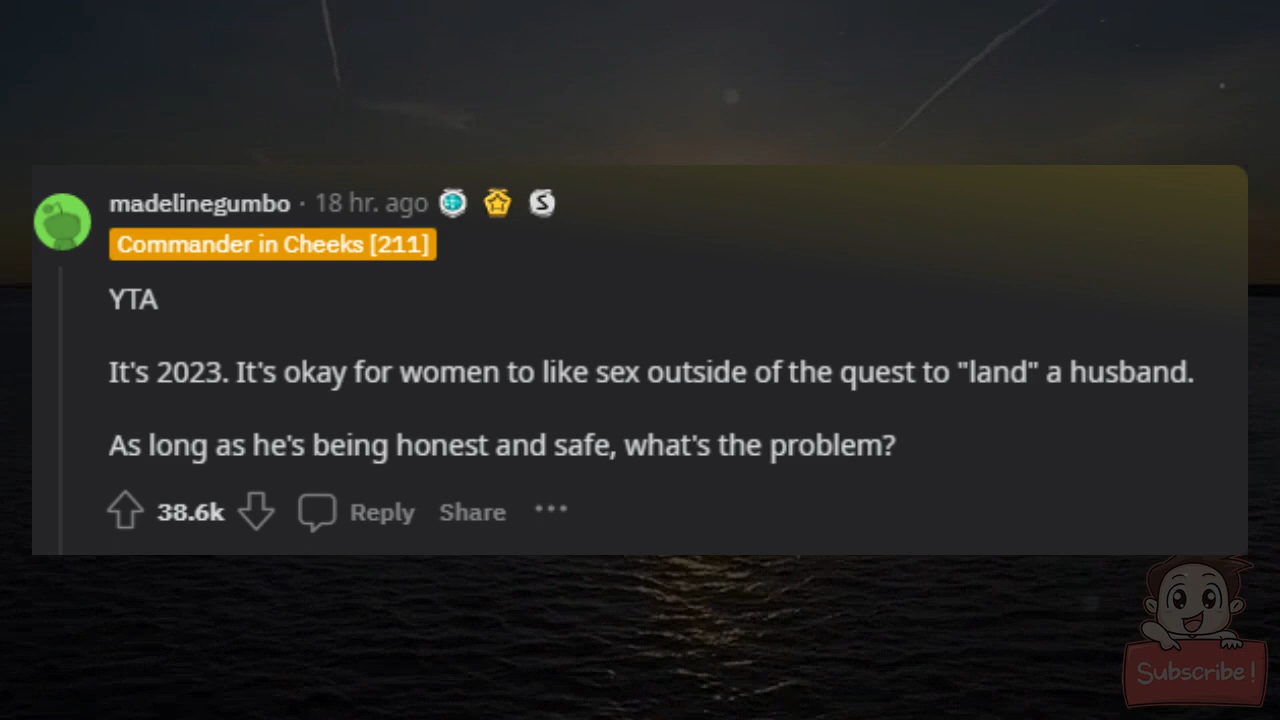 madelinegumbo · 18 hr. ago
Commander in Cheeks [211]
YTA
It's 2023. It's okay for women to like sex outside of the quest to "land" a husband.
As long as he's being honest and safe, what's the problem?
38.6k Reply Share ···
Subscribe!